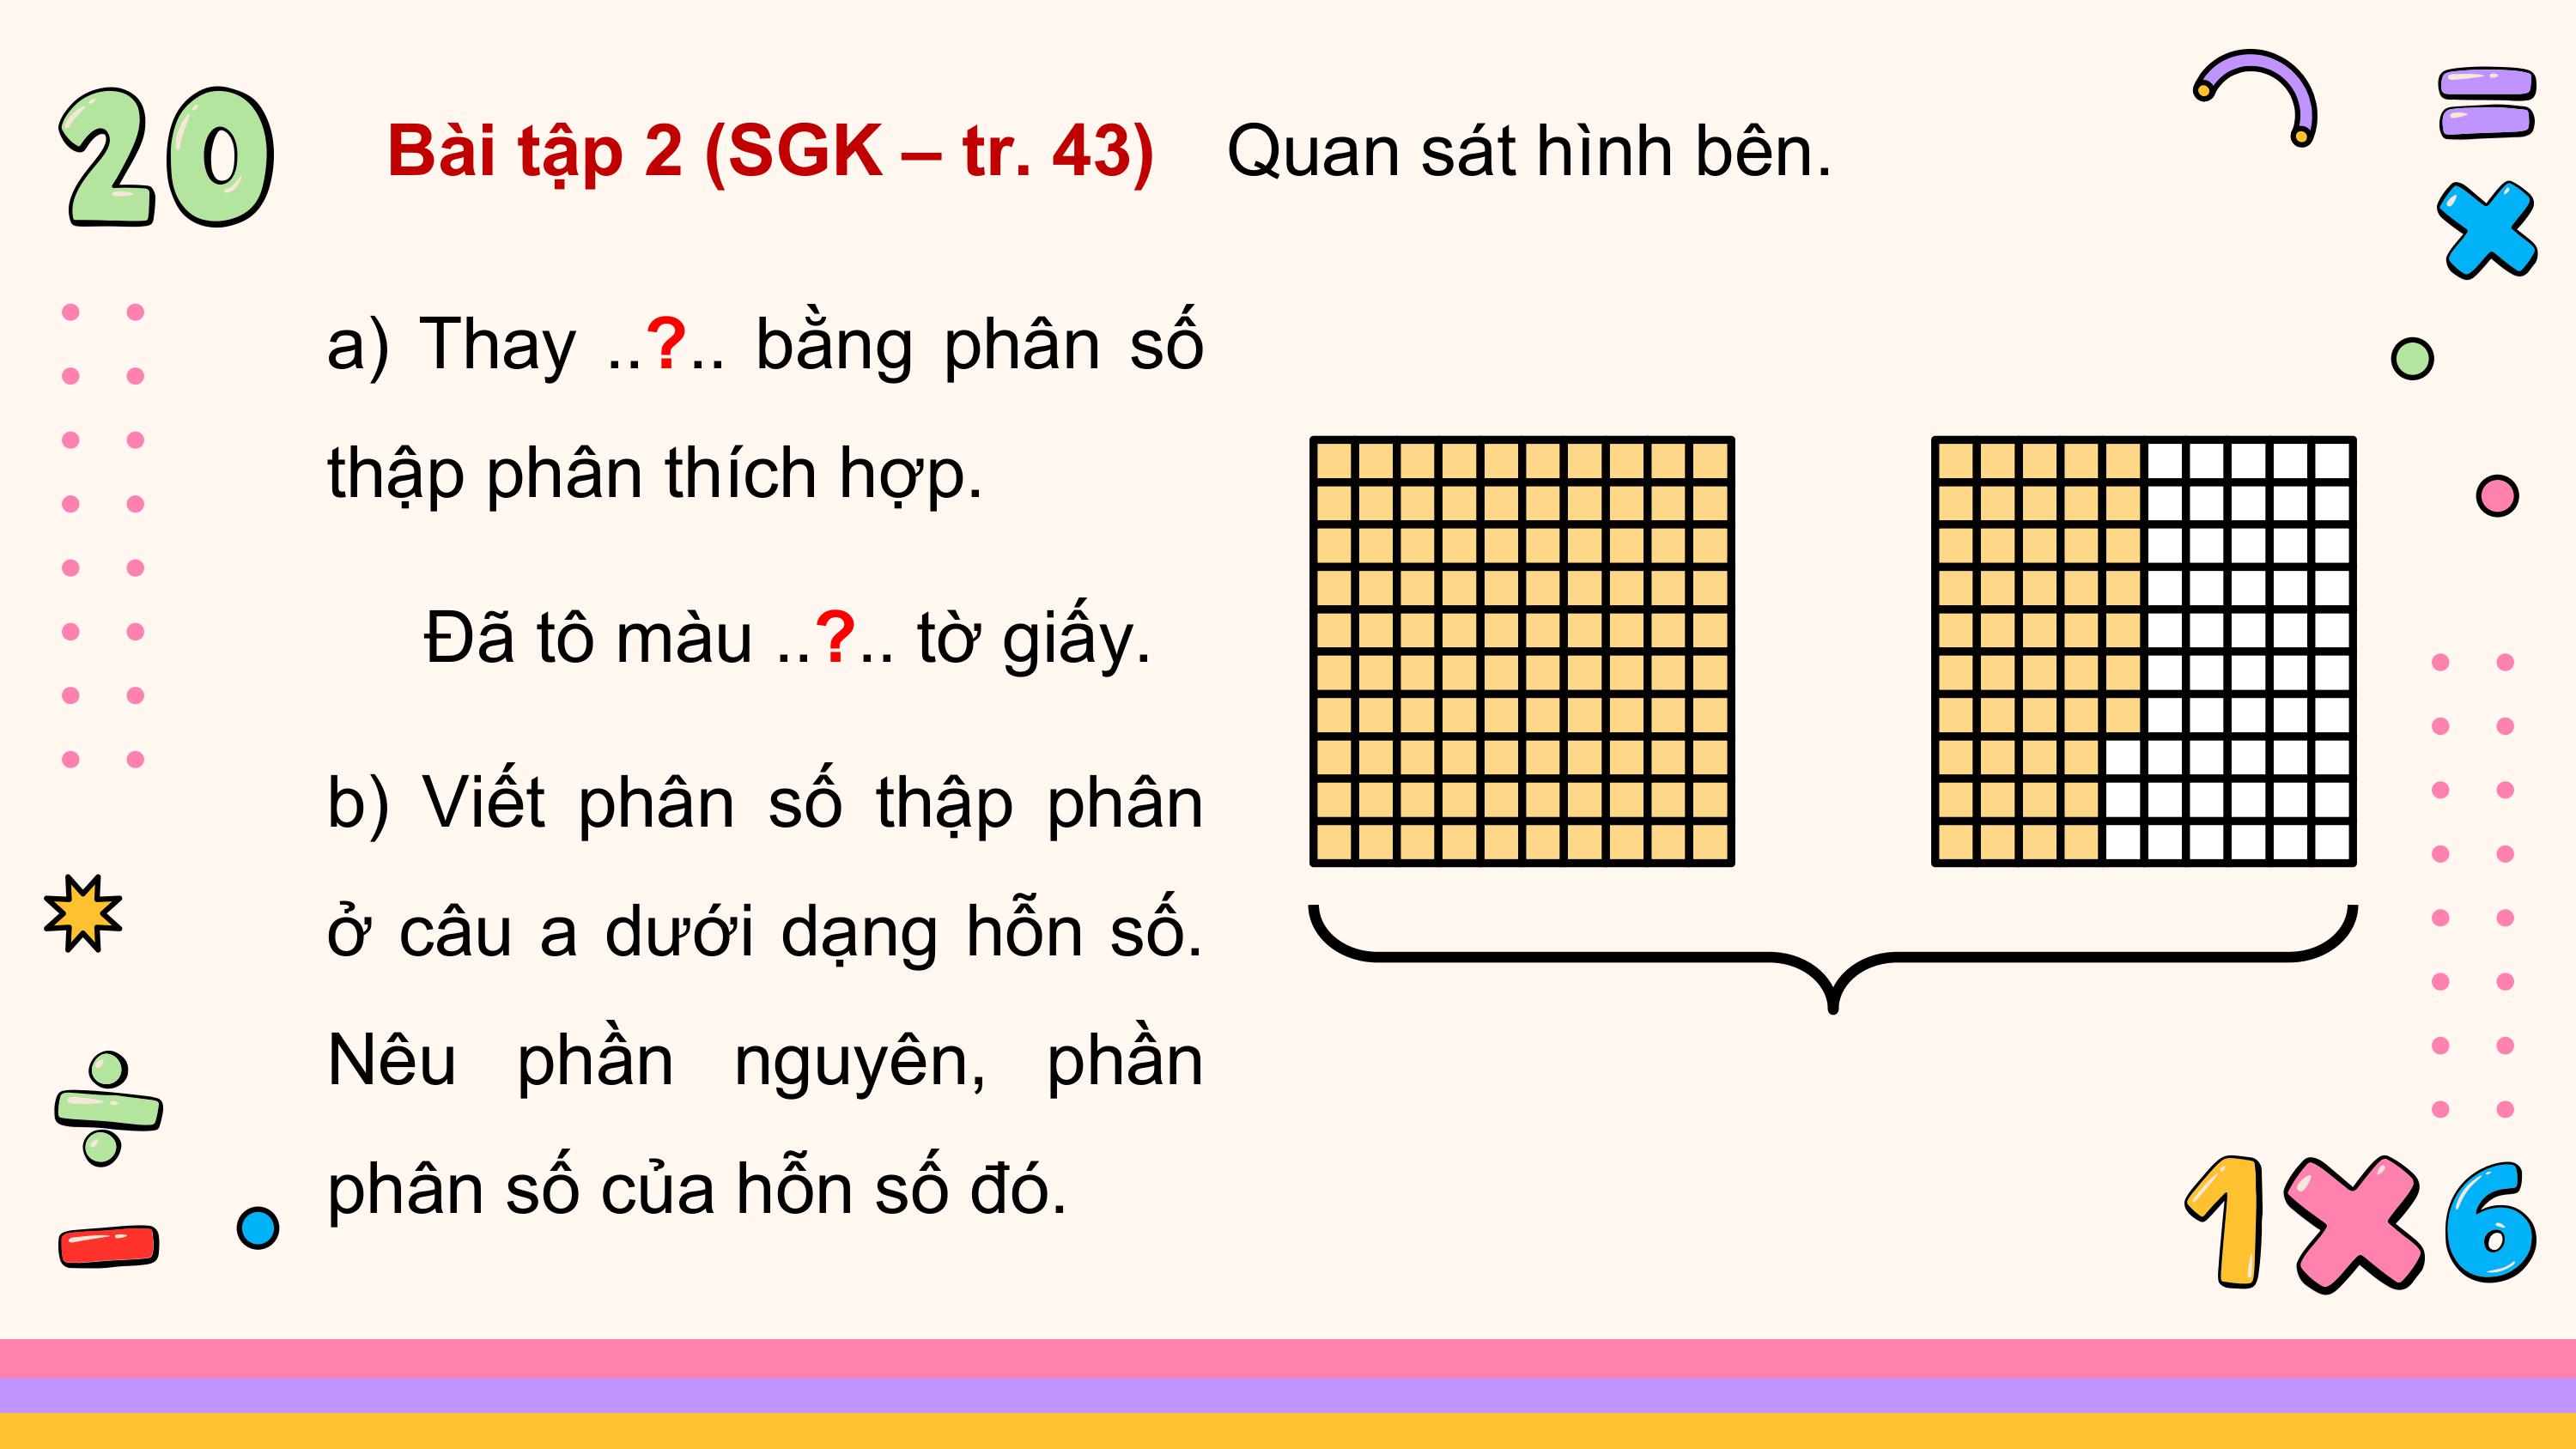 20
Bài tập 2 (SGK – tr. 43) Quan sát hình bên.
a) Thay ..?.. bằng phân số
thập phân thích hợp.
Đã tô màu ..?.. tờ giấy.
b) Viết phân số thập phân
ở câu a dưới dạng hỗn số.
Nêu phần nguyên, phần
phân số của hỗn số đó.
= ×
÷ −
1×6